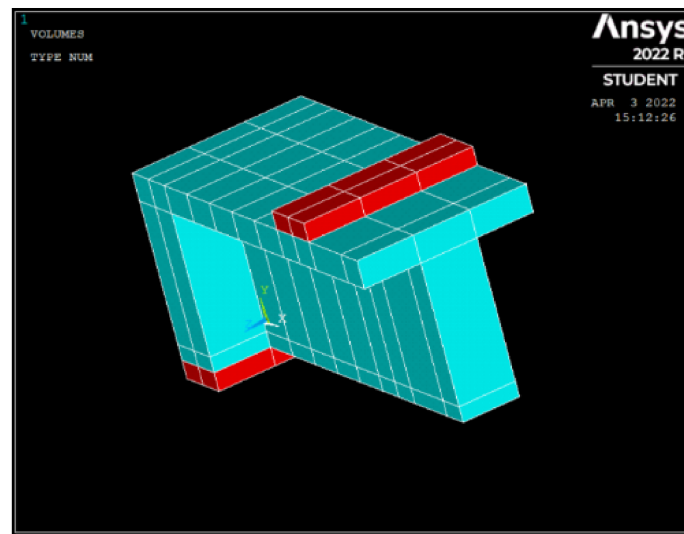 1
VOLUMES
TYPE NUM
Ansys
2022 R
STUDENT
APR 3 2022
15:12:26
Y
Z
X